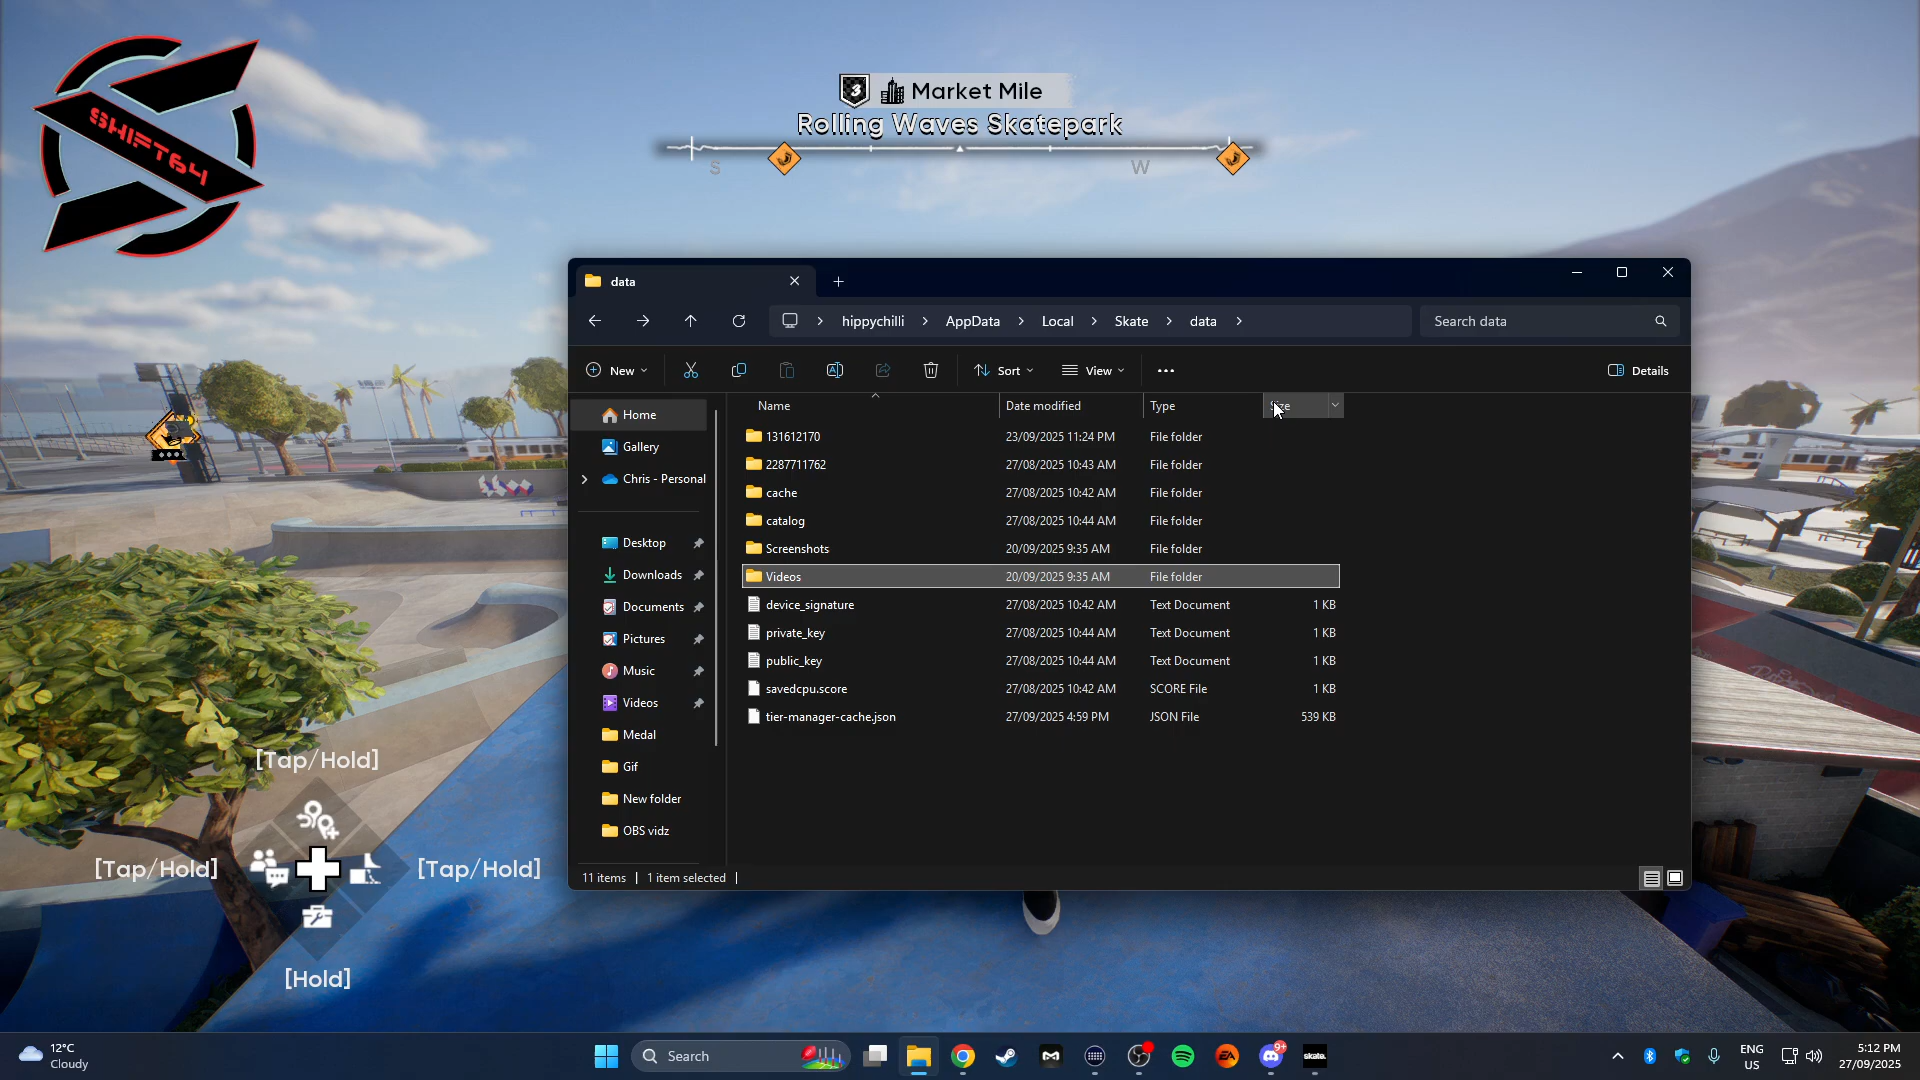 SHIFT64
3 Market Mile
Rolling Waves Skatepark
S W
data
hippychilli > AppData > Local > Skate > data >
Search data
New Sort View ... Details
Home
Gallery
Chris - Personal
Desktop
Downloads
Documents
Pictures
Music
Videos
Medal
Gif
New folder
OBS vidz
Name Date modified Type Size
131612170 23/09/2025 11:24 PM File folder
2287711762 27/08/2025 10:43 AM File folder
cache 27/08/2025 10:42 AM File folder
catalog 27/08/2025 10:44 AM File folder
Screenshots 20/09/2025 9:35 AM File folder
Videos 20/09/2025 9:35 AM File folder
device_signature 27/08/2025 10:42 AM Text Document 1 KB
private_key 27/08/2025 10:44 AM Text Document 1 KB
public_key 27/08/2025 10:44 AM Text Document 1 KB
savedcpu.score 27/08/2025 10:42 AM SCORE File 1 KB
tier-manager-cache.json 27/09/2025 4:59 PM JSON File 539 KB
11 items 1 item selected
[Tap/Hold]
[Tap/Hold] [Tap/Hold]
[Hold]
12°C
Cloudy
Search
EA
9+
skate.
ENG
US
5:12 PM
27/09/2025